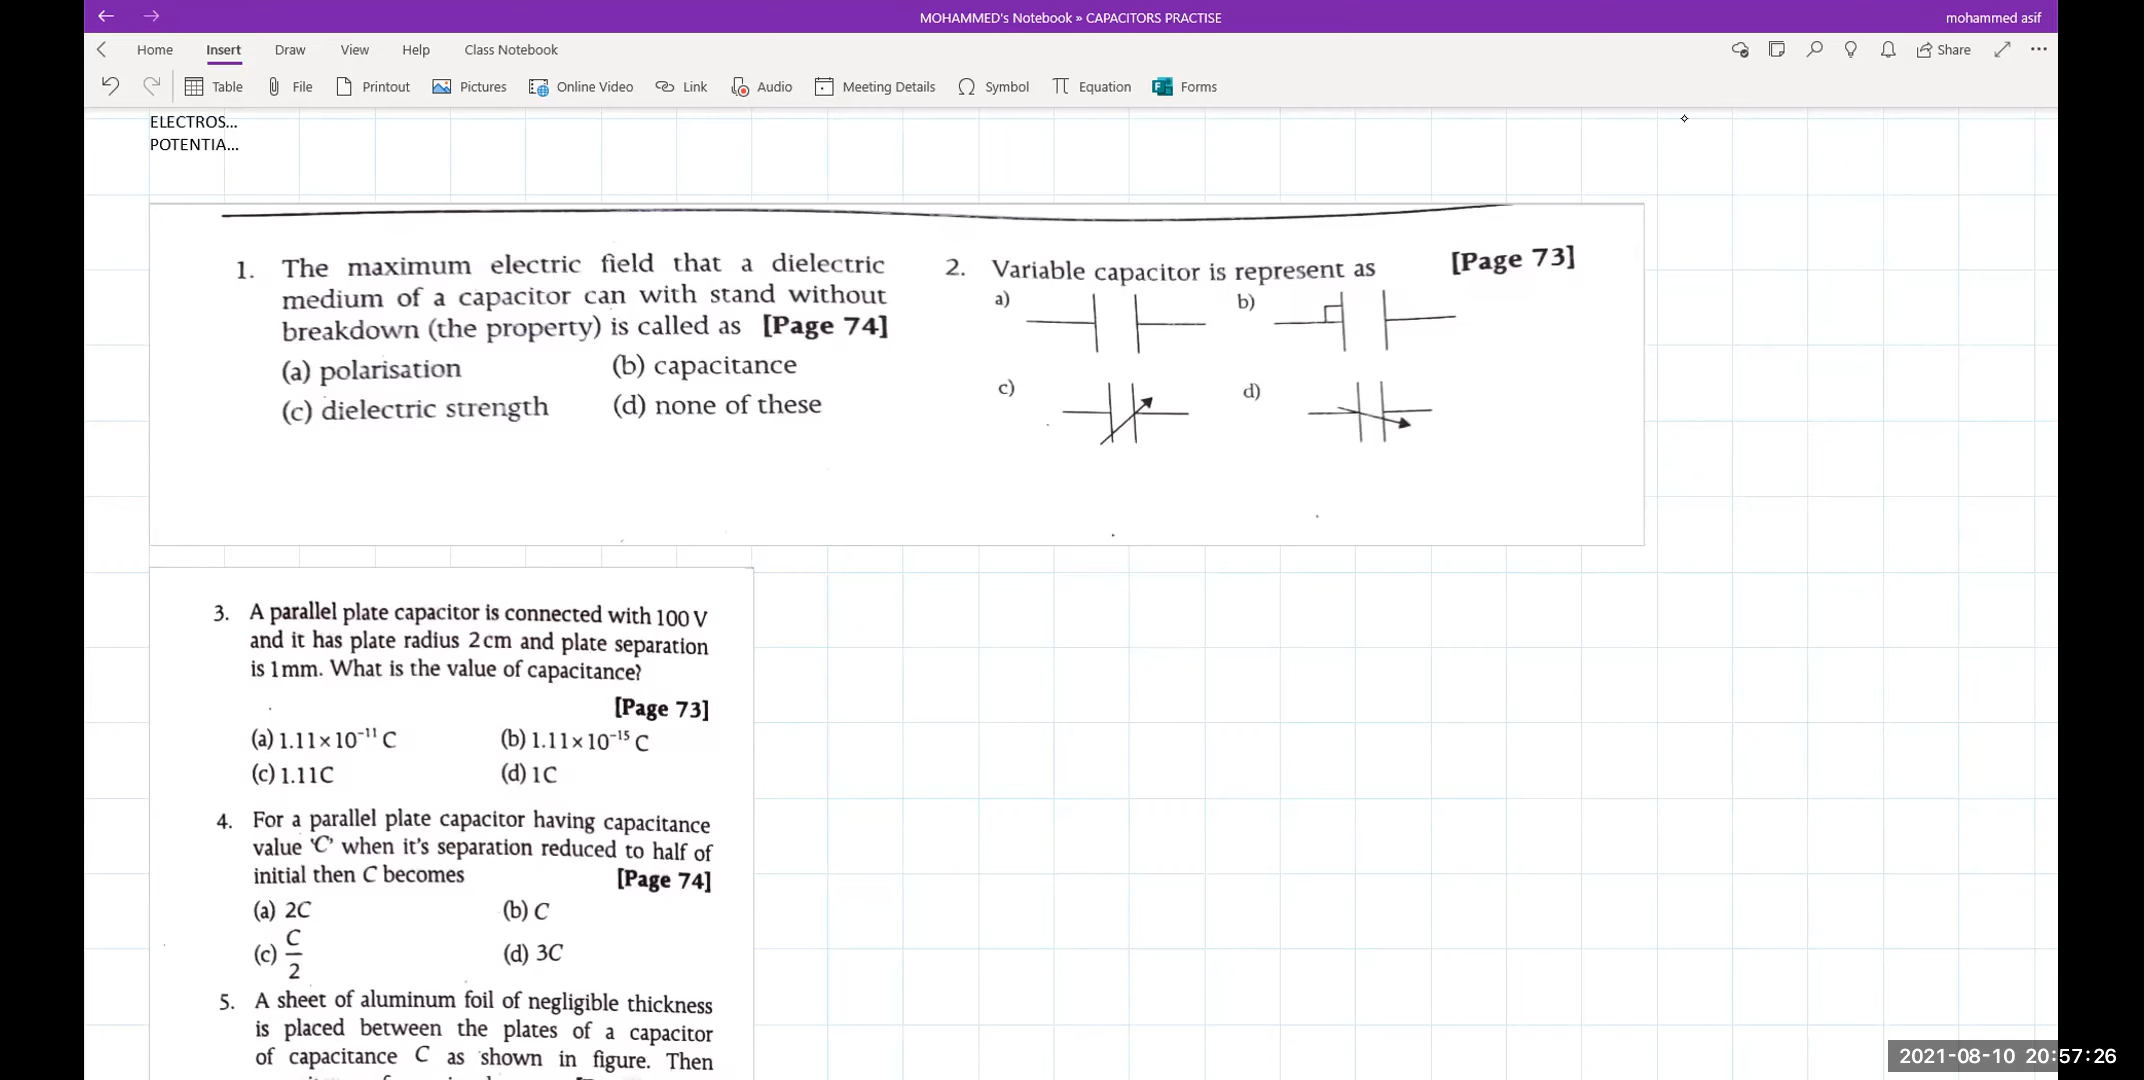 MOHAMMED's Notebook » CAPACITORS PRACTISE
mohammed asif
Home Insert Draw View Help Class Notebook
Share
Table File Printout Pictures Online Video Link Audio Meeting Details Symbol Equation Forms
ELECTROS...
POTENTIA...
1. The maximum electric field that a dielectric
medium of a capacitor can with stand without
breakdown (the property) is called as [Page 74]
(a) polarisation (b) capacitance
(c) dielectric strength (d) none of these
2. Variable capacitor is represent as [Page 73]
a) b)
c) d)
3. A parallel plate capacitor is connected with 100 V
and it has plate radius 2 cm and plate separation
is 1 mm. What is the value of capacitance?
[Page 73]
(a) 1.11×10⁻¹¹ C (b) 1.11×10⁻¹⁵ C
(c) 1.11C (d) 1C
4. For a parallel plate capacitor having capacitance
value 'C' when it's separation reduced to half of
initial then C becomes [Page 74]
(a) 2C (b) C
(c) C/2 (d) 3C
5. A sheet of aluminum foil of negligible thickness
is placed between the plates of a capacitor
of capacitance C as shown in figure. Then
2021-08-10 20:57:26